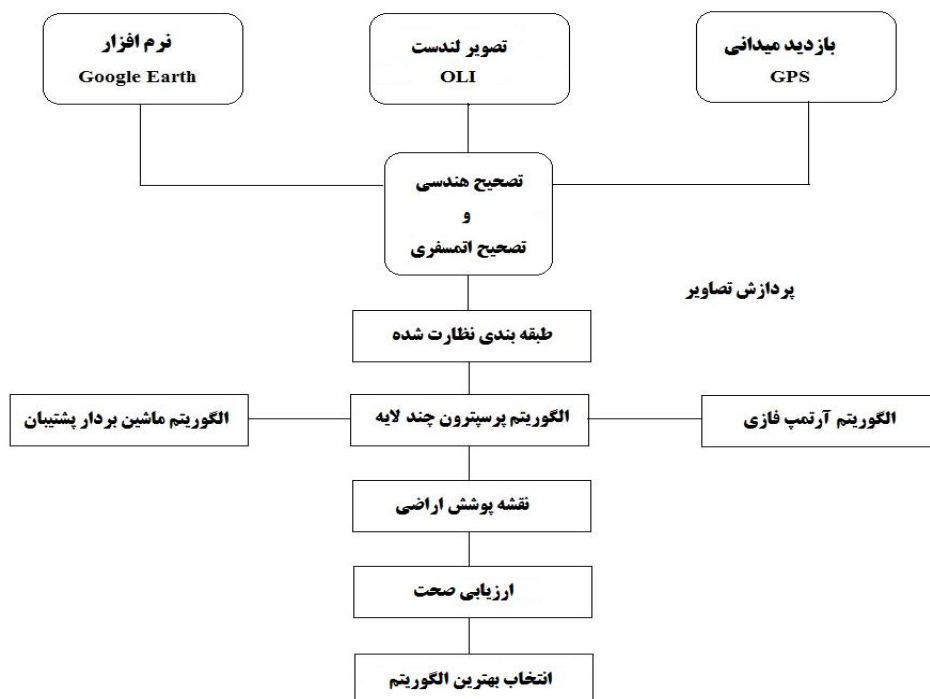 بازدید میدانی
GPS
تصویر لندست
OLI
نرم افزار
Google Earth
تصحیح هندسی
و
تصحیح اتمسفری
پردازش تصاویر
طبقه بندی نظارت شده
الگوریتم آرتمپ فازی
الگوریتم پرسپترون چند لایه
الگوریتم ماشین بردار پشتیبان
نقشه پوشش اراضی
ارزیابی صحت
انتخاب بهترین الگوریتم